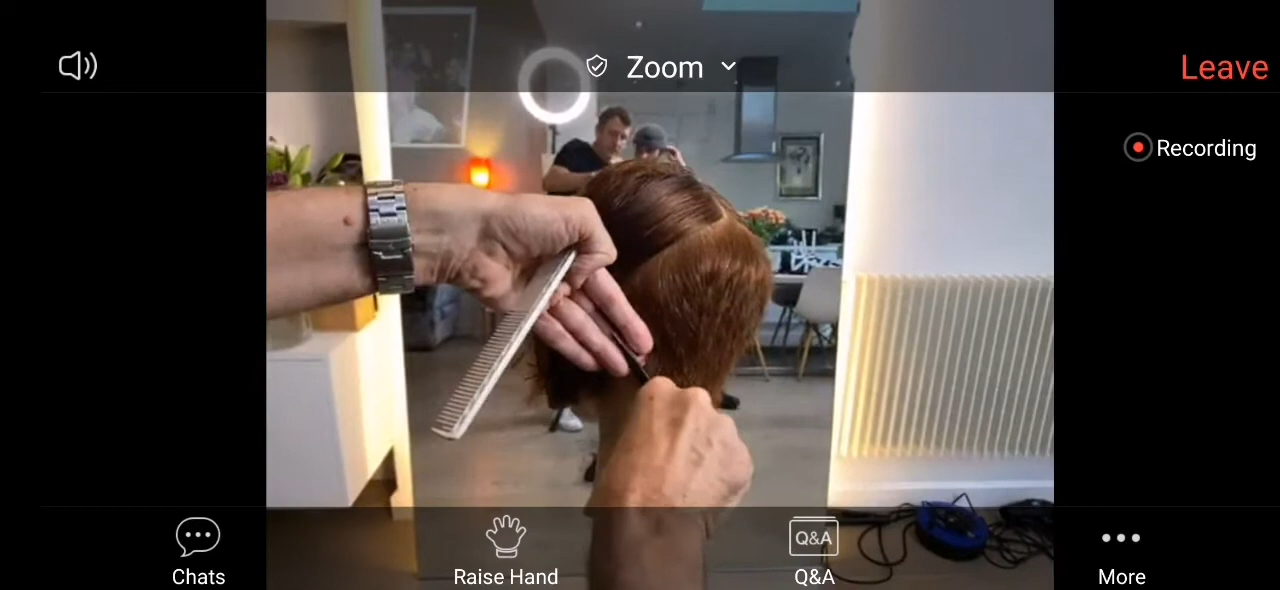 Zoom
Leave
Recording
Chats
Raise Hand
Q&A
Q&A
More